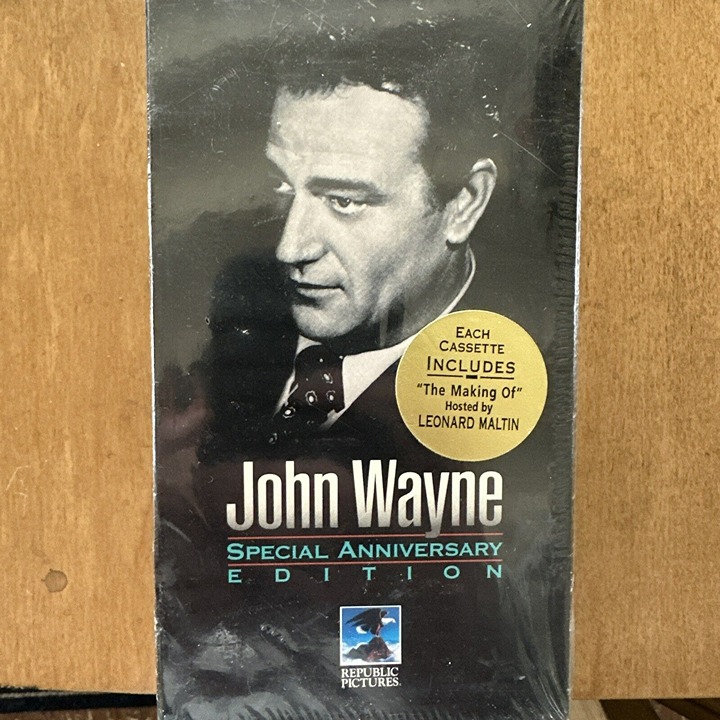 EACH
CASSETTE
INCLUDES
"The Making Of"
Hosted by
LEONARD MALTIN
John Wayne
SPECIAL ANNIVERSARY
EDITION
REPUBLIC
PICTURES®